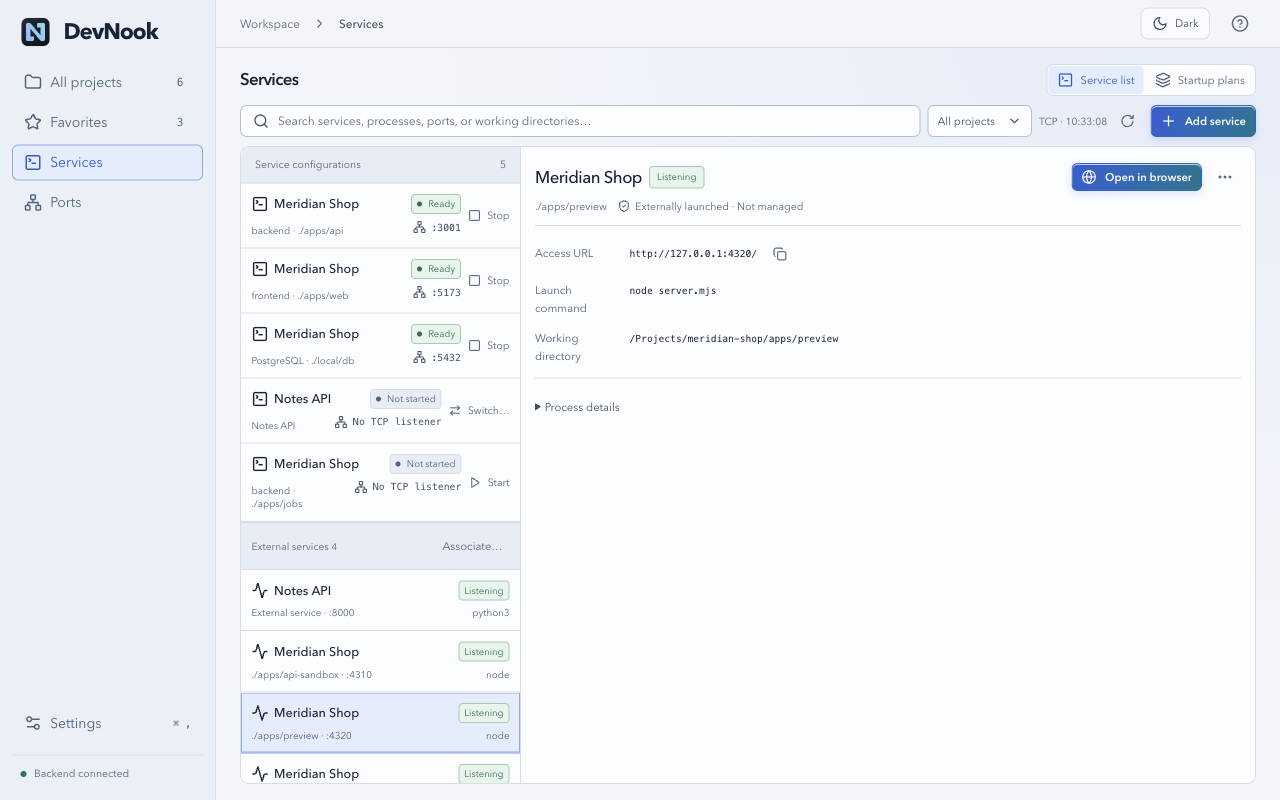 DevNook
All projects 6
Favorites 3
Services
Ports
Settings ⌘ ,
Backend connected
Workspace > Services
Dark
Services
Service list
Startup plans
Search services, processes, ports, or working directories…
All projects
TCP · 10:33:08
Add service
Service configurations 5
Meridian Shop Ready
backend · ./apps/api :3001 Stop
Meridian Shop Ready
frontend · ./apps/web :5173 Stop
Meridian Shop Ready
PostgreSQL · ./local/db :5432 Stop
Notes API Not started
Notes API No TCP listener Switch…
Meridian Shop Not started
backend · No TCP listener Start
./apps/jobs
External services 4 Associate…
Notes API Listening
External service · :8000 python3
Meridian Shop Listening
./apps/api-sandbox · :4310 node
Meridian Shop Listening
./apps/preview · :4320 node
Meridian Shop Listening
Meridian Shop Listening
Open in browser
./apps/preview Externally launched · Not managed
Access URL http://127.0.0.1:4320/
Launch node server.mjs
command
Working /Projects/meridian-shop/apps/preview
directory
Process details